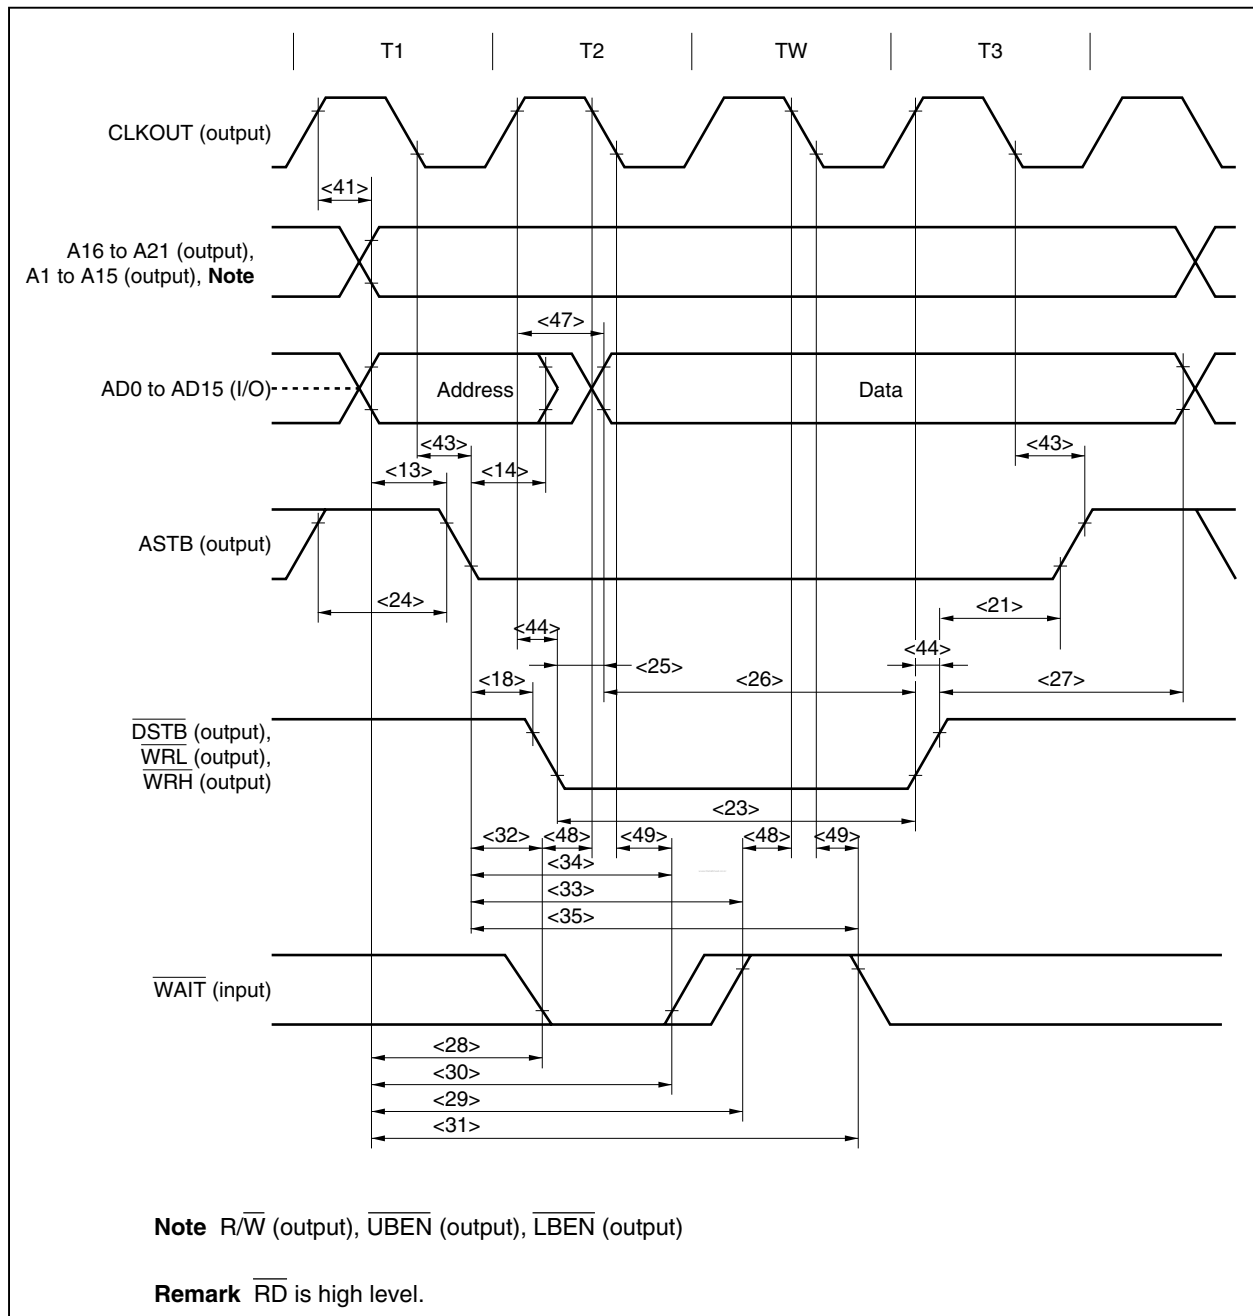 T1 T2 TW T3
CLKOUT (output)
<41>
A16 to A21 (output),
A1 to A15 (output), Note
<47>
AD0 to AD15 (I/O) Address Data
<43> <43>
<13> <14>
ASTB (output)
<24> <21>
<44> <44>
<25>
<18> <26> <27>
DSTB (output),
WRL (output),
WRH (output)
<23>
<32> <48> <49> <48> <49>
<34>
<33>
<35>
WAIT (input)
<28>
<30>
<29>
<31>
Note R/W (output), UBEN (output), LBEN (output)
Remark RD is high level.